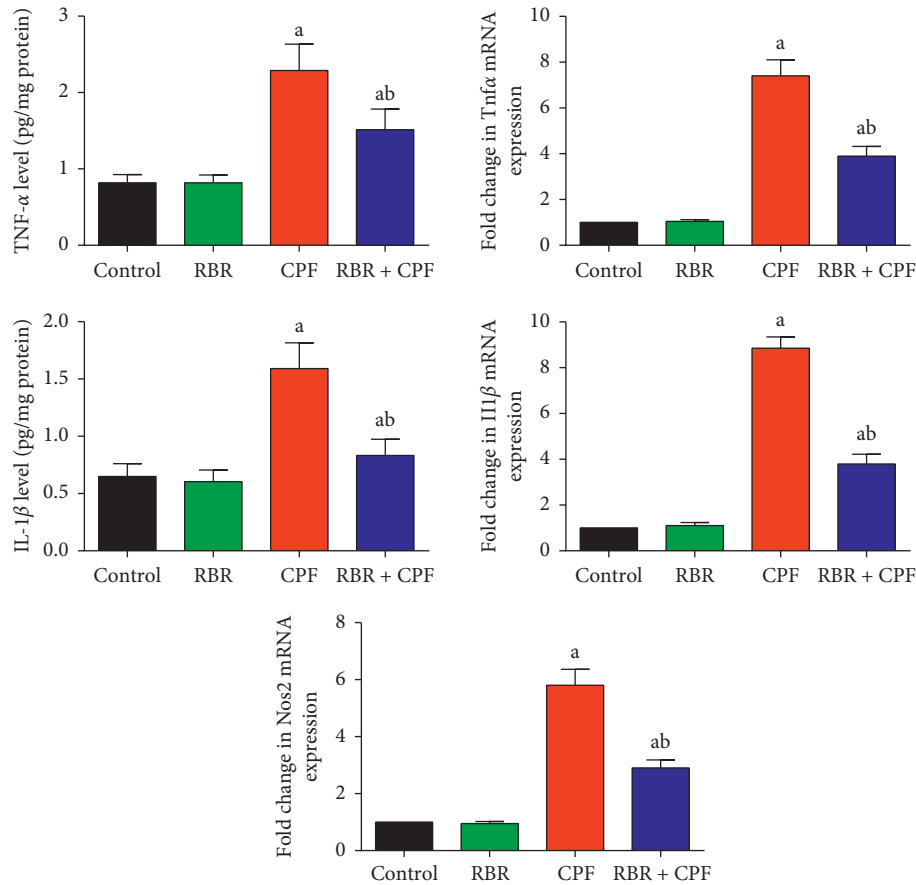 TNF-α level (pg/mg protein)
3
2
1
0
a
ab
Control RBR CPF RBR + CPF
Fold change in Tnfα mRNA
expression
10
8
6
4
2
0
a
ab
Control RBR CPF RBR + CPF
IL-1β level (pg/mg protein)
2.0
1.5
1.0
0.5
0.0
a
ab
Control RBR CPF RBR + CPF
Fold change in Il1β mRNA
expression
10
8
6
4
2
0
a
ab
Control RBR CPF RBR + CPF
Fold change in Nos2 mRNA
expression
8
6
4
2
0
a
ab
Control RBR CPF RBR + CPF